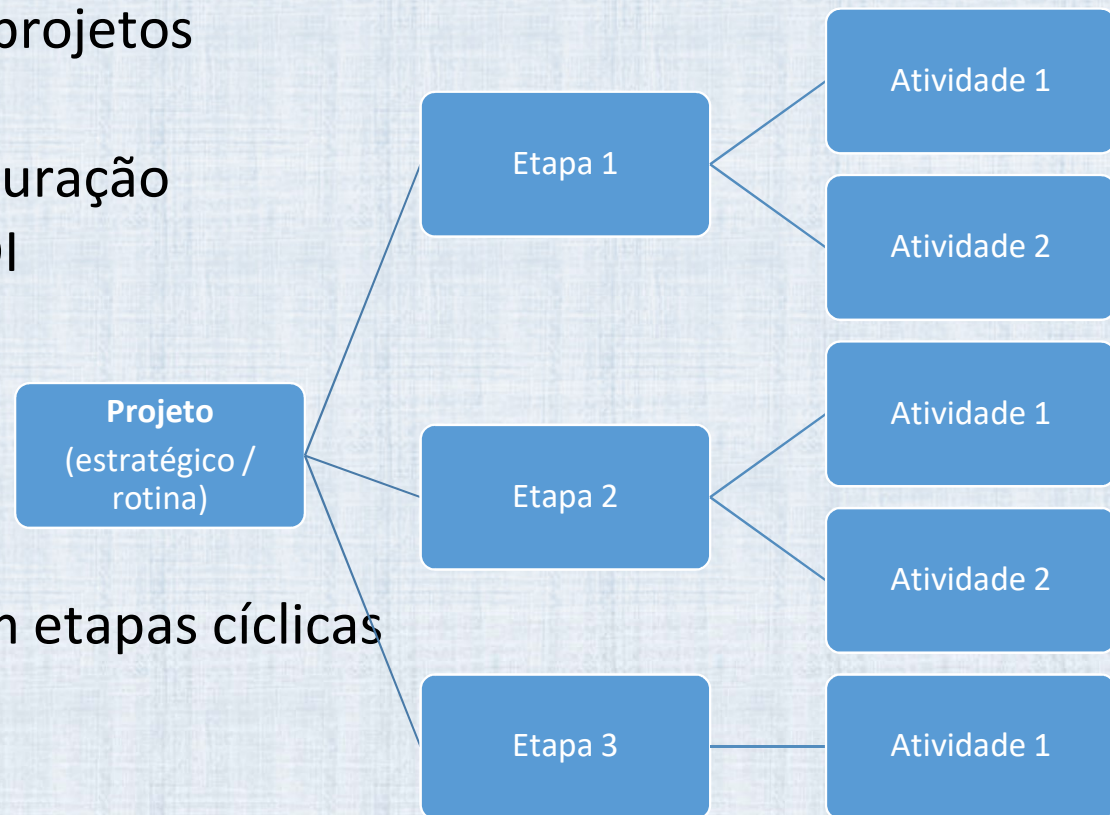 projetos
uração
etapas cíclicas
Projeto
(estratégico /
rotina)
Etapa 1
Atividade 1
Atividade 2
Etapa 2
Atividade 1
Atividade 2
Etapa 3
Atividade 1